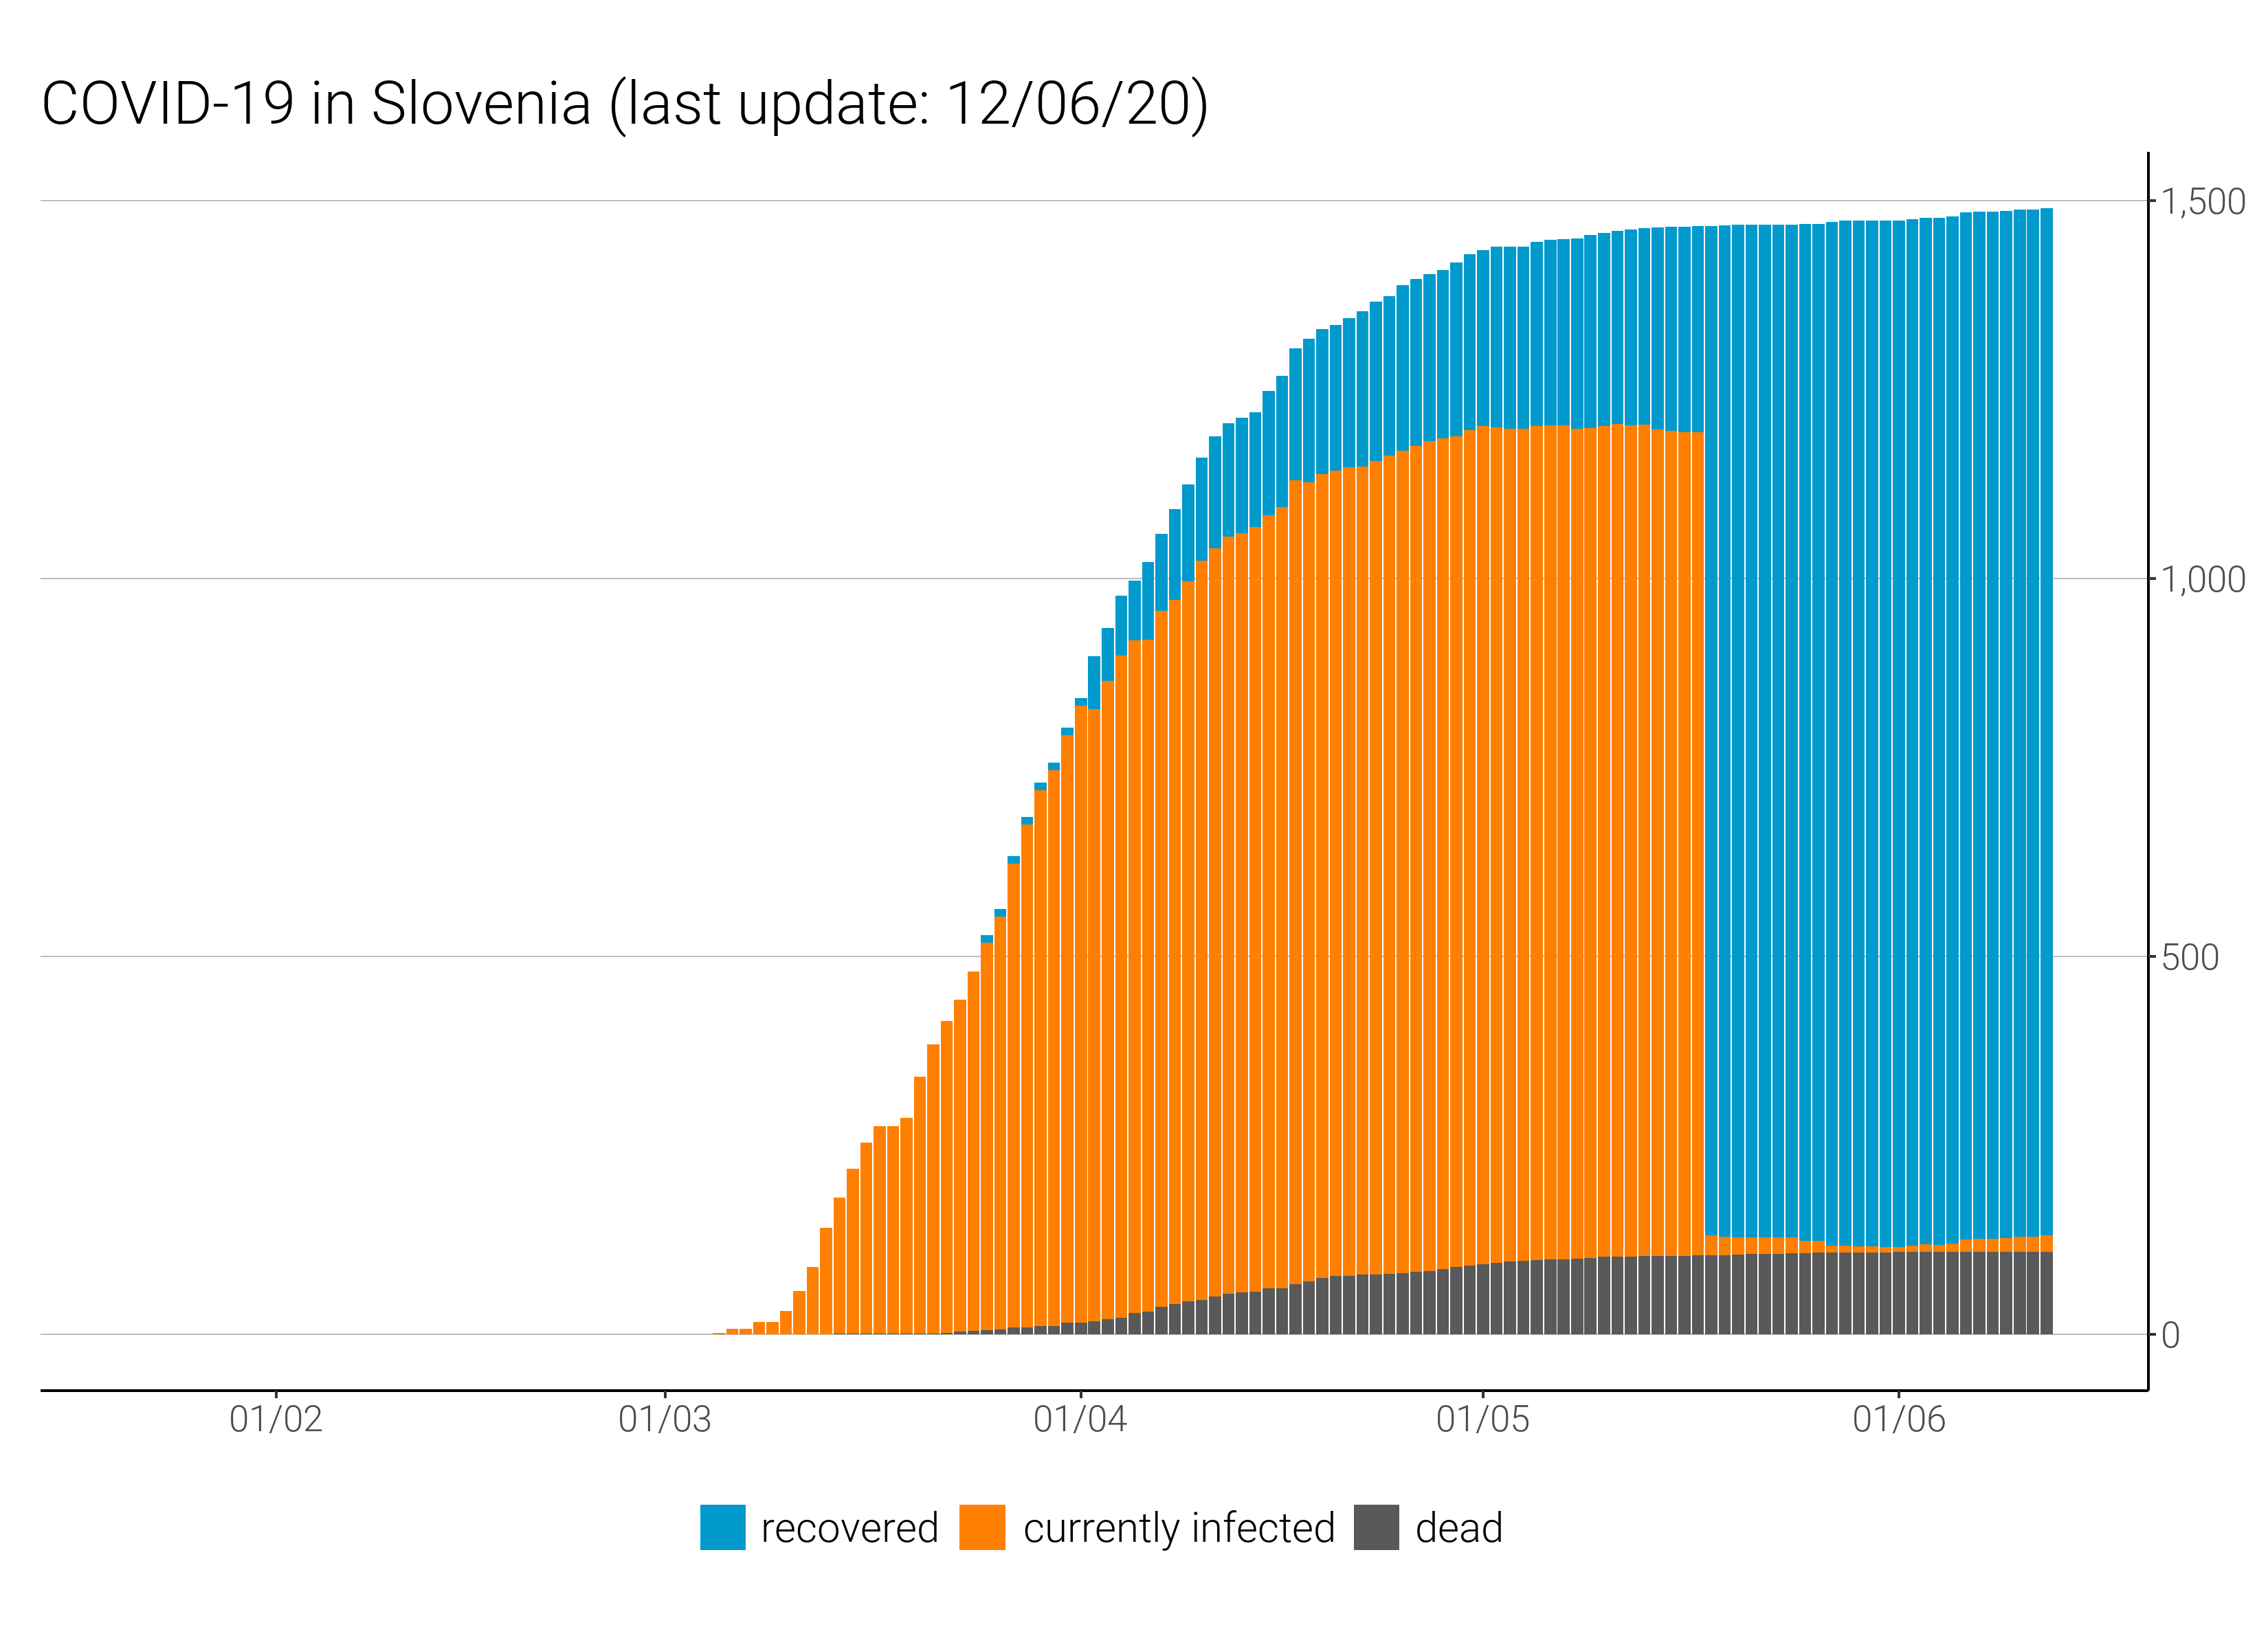 COVID-19 in Slovenia (last update: 12/06/20)
1,500
1,000
500
0
01/02 01/03 01/04 01/05 01/06
recovered currently infected dead